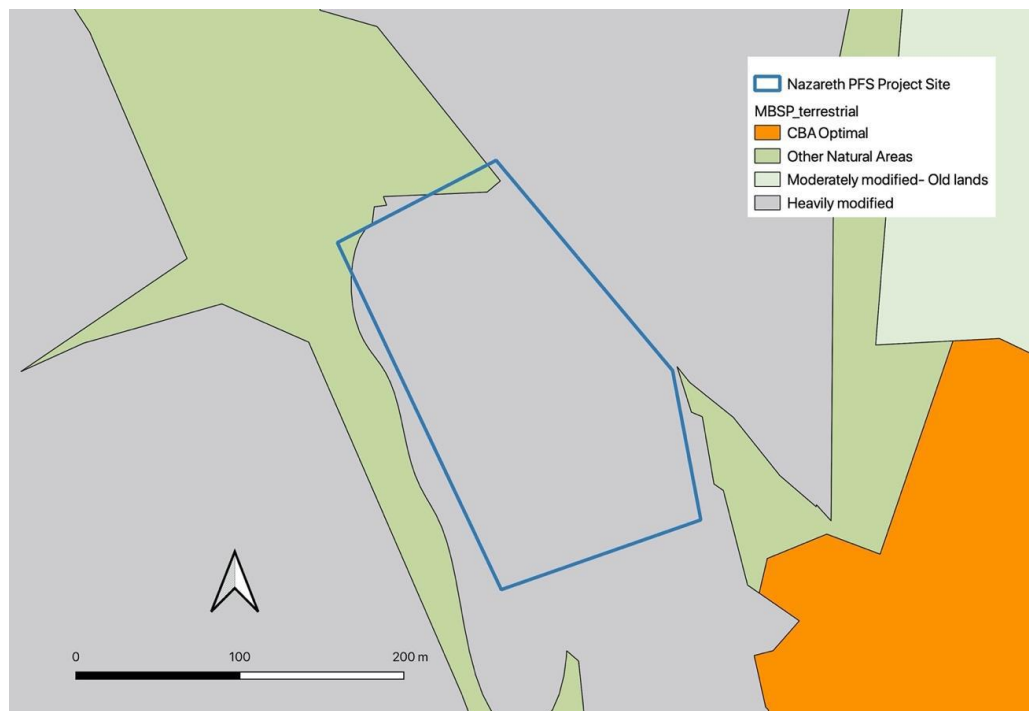 Nazareth PFS Project Site
MBSP_terrestrial
CBA Optimal
Other Natural Areas
Moderately modified- Old lands
Heavily modified
0 100 200 m